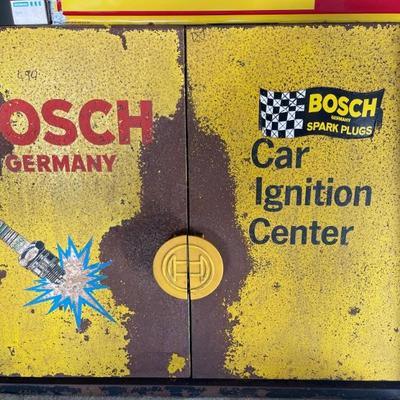 OSCH
GERMANY
BOSCH
GERMANY
SPARK PLUGS
Car
Ignition
Center